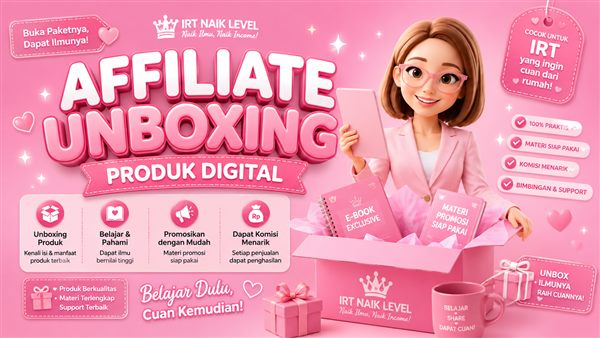 Buka Paketnya,
Dapat Ilmunya!
IRT NAIK LEVEL
Naik Ilmu, Naik Income!
COCOK UNTUK
IRT
yang ingin
cuan dari
rumah!
AFFILIATE
UNBOXING
PRODUK DIGITAL
100% PRAKTIS
MATERI SIAP PAKAI
KOMISI MENARIK
BIMBINGAN & SUPPORT
Unboxing
Produk
Kenali isi & manfaat
produk terbaik
Belajar &
Pahami
Dapat ilmu
bernilai tinggi
Promosikan
dengan Mudah
Materi promosi
siap pakai
Rp
Dapat Komisi
Menarik
Setiap penjualan
dapat penghasilan
E-BOOK
EXCLUSIVE
MATERI
PROMOSI
SIAP PAKAI
• Produk Berkualitas
• Materi Terlengkap
Support Terbaik
Belajar Dulu,
Cuan Kemudian!
IRT NAIK LEVEL
Naik Ilmu, Naik Income!
BELAJAR
SHARE
DAPAT CUAN!
UNBOX
ILMUNYA
RAIH CUANNYA!